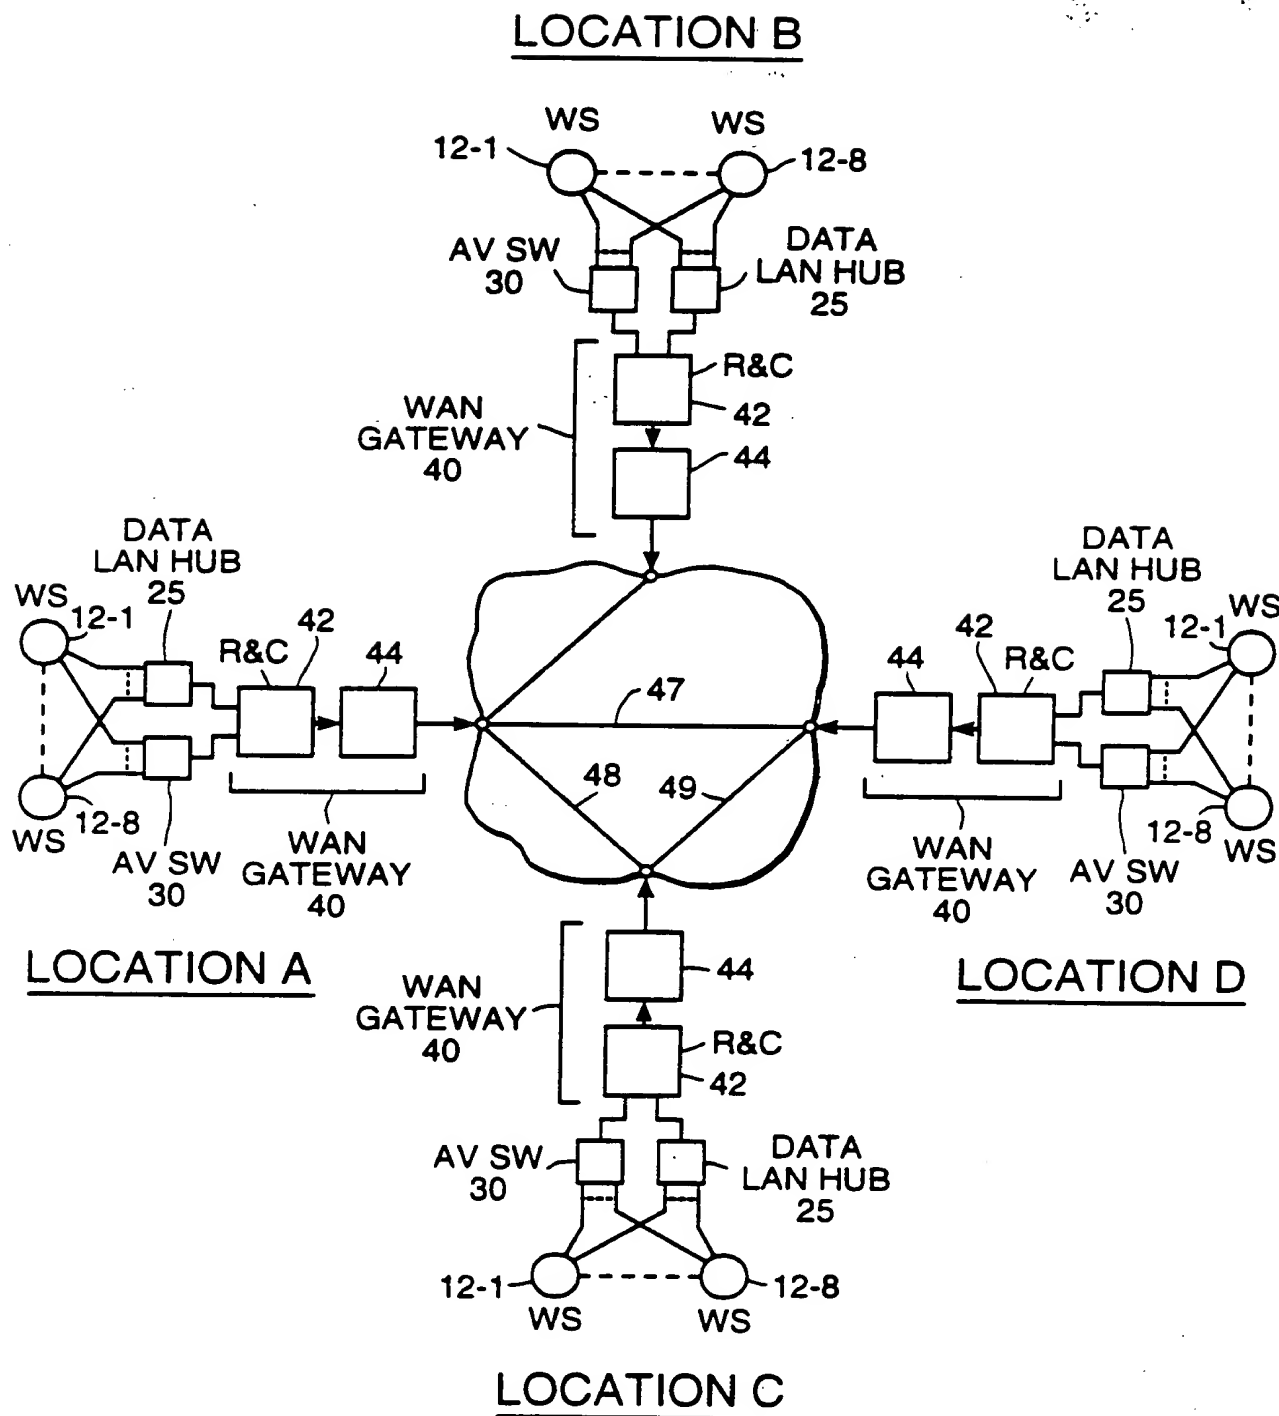 LOCATION B
WS
WS
12-1
12-8
AV SW
30
DATA
LAN HUB
25
R&C
42
WAN
GATEWAY
40
44
DATA
LAN HUB
25
WS
12-1
R&C
42
44
12-8
WS
AV SW
30
WAN
GATEWAY
40
LOCATION A
47
48
49
DATA
LAN HUB
25
WS
12-1
42
R&C
44
12-8
WS
WAN
GATEWAY
40
AV SW
30
LOCATION D
WAN
GATEWAY
40
44
R&C
42
AV SW
30
DATA
LAN HUB
25
12-1
12-8
WS
WS
LOCATION C